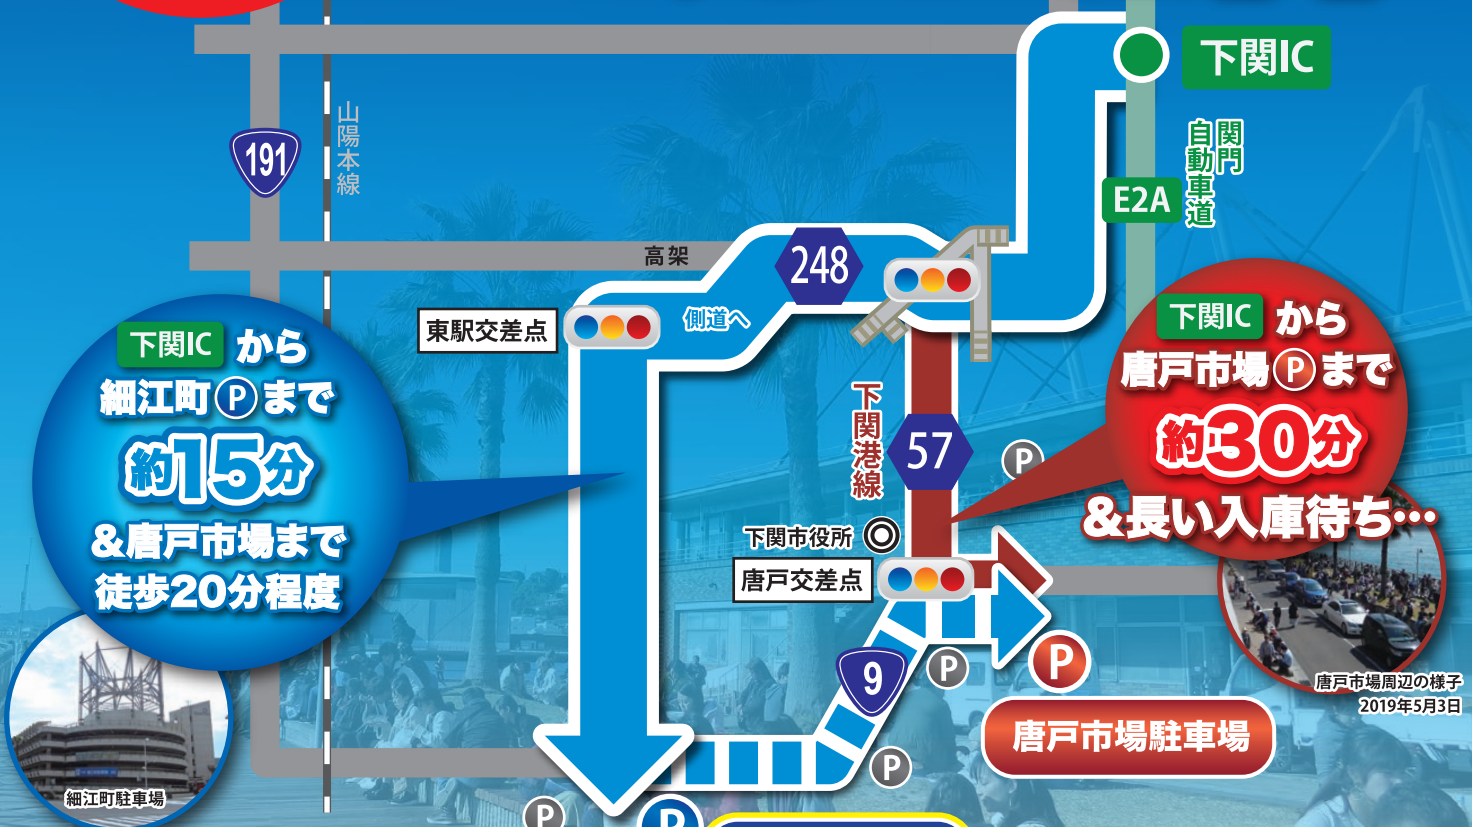 下関IC
関門
自動車道
E2A
191
山陽本線
高架
248
東駅交差点
側道へ
下関ICから
細江町Pまで
約15分
&唐戸市場まで
徒歩20分程度
下関ICから
唐戸市場Pまで
約30分
&長い入庫待ち…
下関港線
57
P
下関市役所
唐戸交差点
9
P
P
唐戸市場周辺の様子
2019年5月3日
唐戸市場駐車場
P
細江町駐車場
P
P